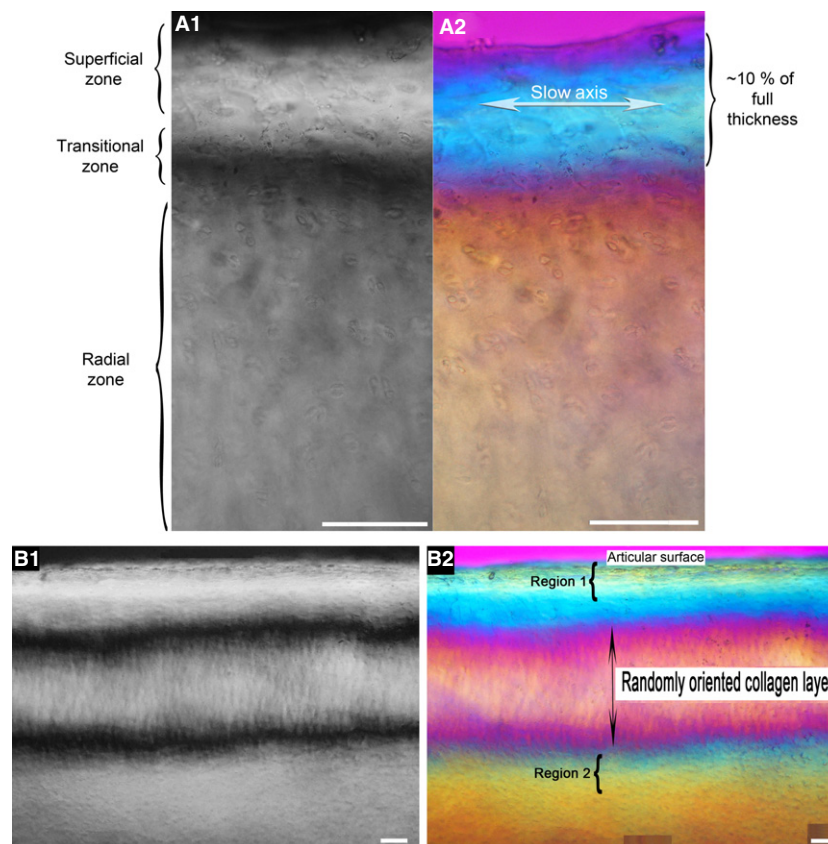 A1
A2
Superficial
zone
Slow axis
~10 % of
full
thickness
Transitional
zone
Radial
zone
B1
B2
Articular surface
Region 1
Randomly oriented collagen laye
Region 2